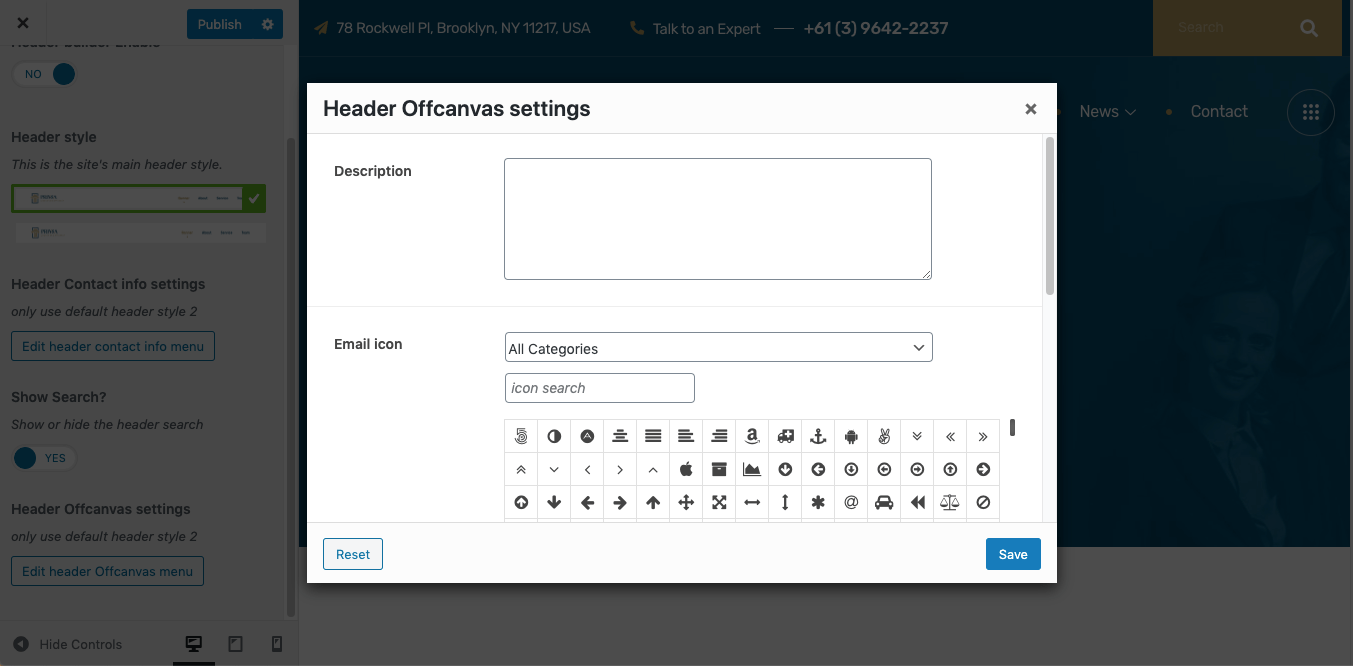 Publish
Header Builder Enable
NO
Header style
This is the site's main header style.
Header Contact info settings
only use default header style 2
Edit header contact info menu
Show Search?
Show or hide the header search
YES
Header Offcanvas settings
only use default header style 2
Edit header Offcanvas menu
Hide Controls
78 Rockwell Pl, Brooklyn, NY 11217, USA
Talk to an Expert
+61 (3) 9642-2237
Search
News
Contact
Header Offcanvas settings
Description
Email icon
All Categories
icon search
Reset
Save